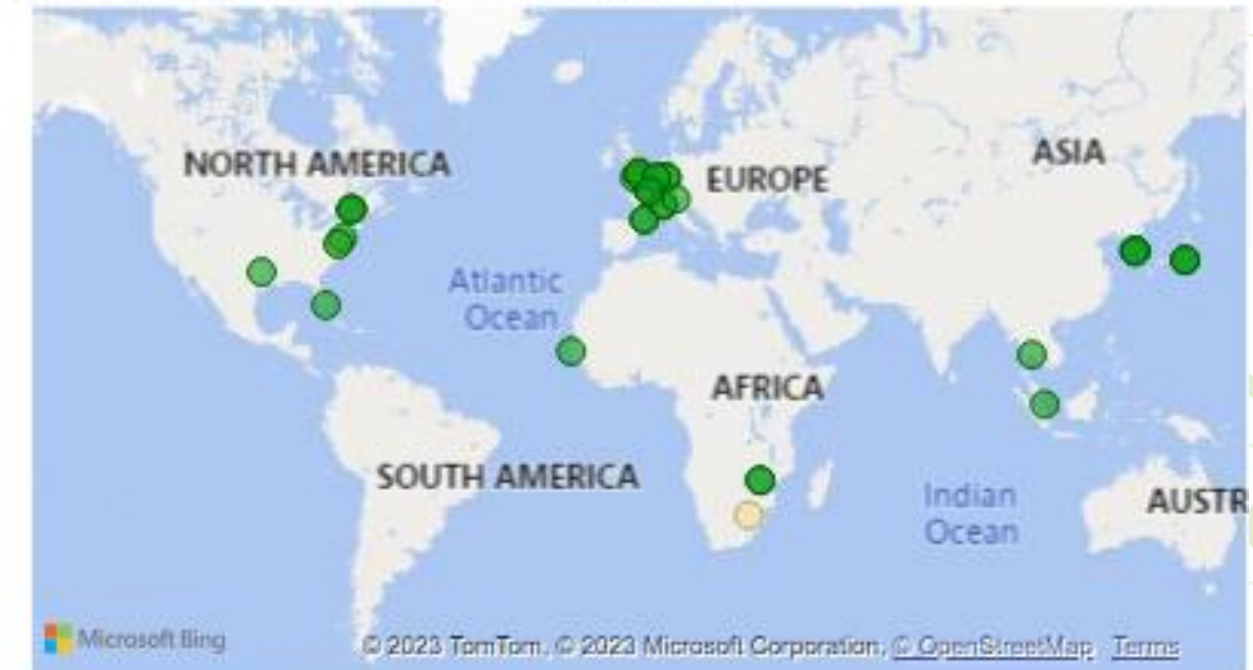 NORTH AMERICA
EUROPE
ASIA
Atlantic
Ocean
AFRICA
SOUTH AMERICA
Indian
Ocean
AUSTR
Microsoft Bing
© 2023 TomTom, © 2023 Microsoft Corporation, © OpenStreetMap Terms